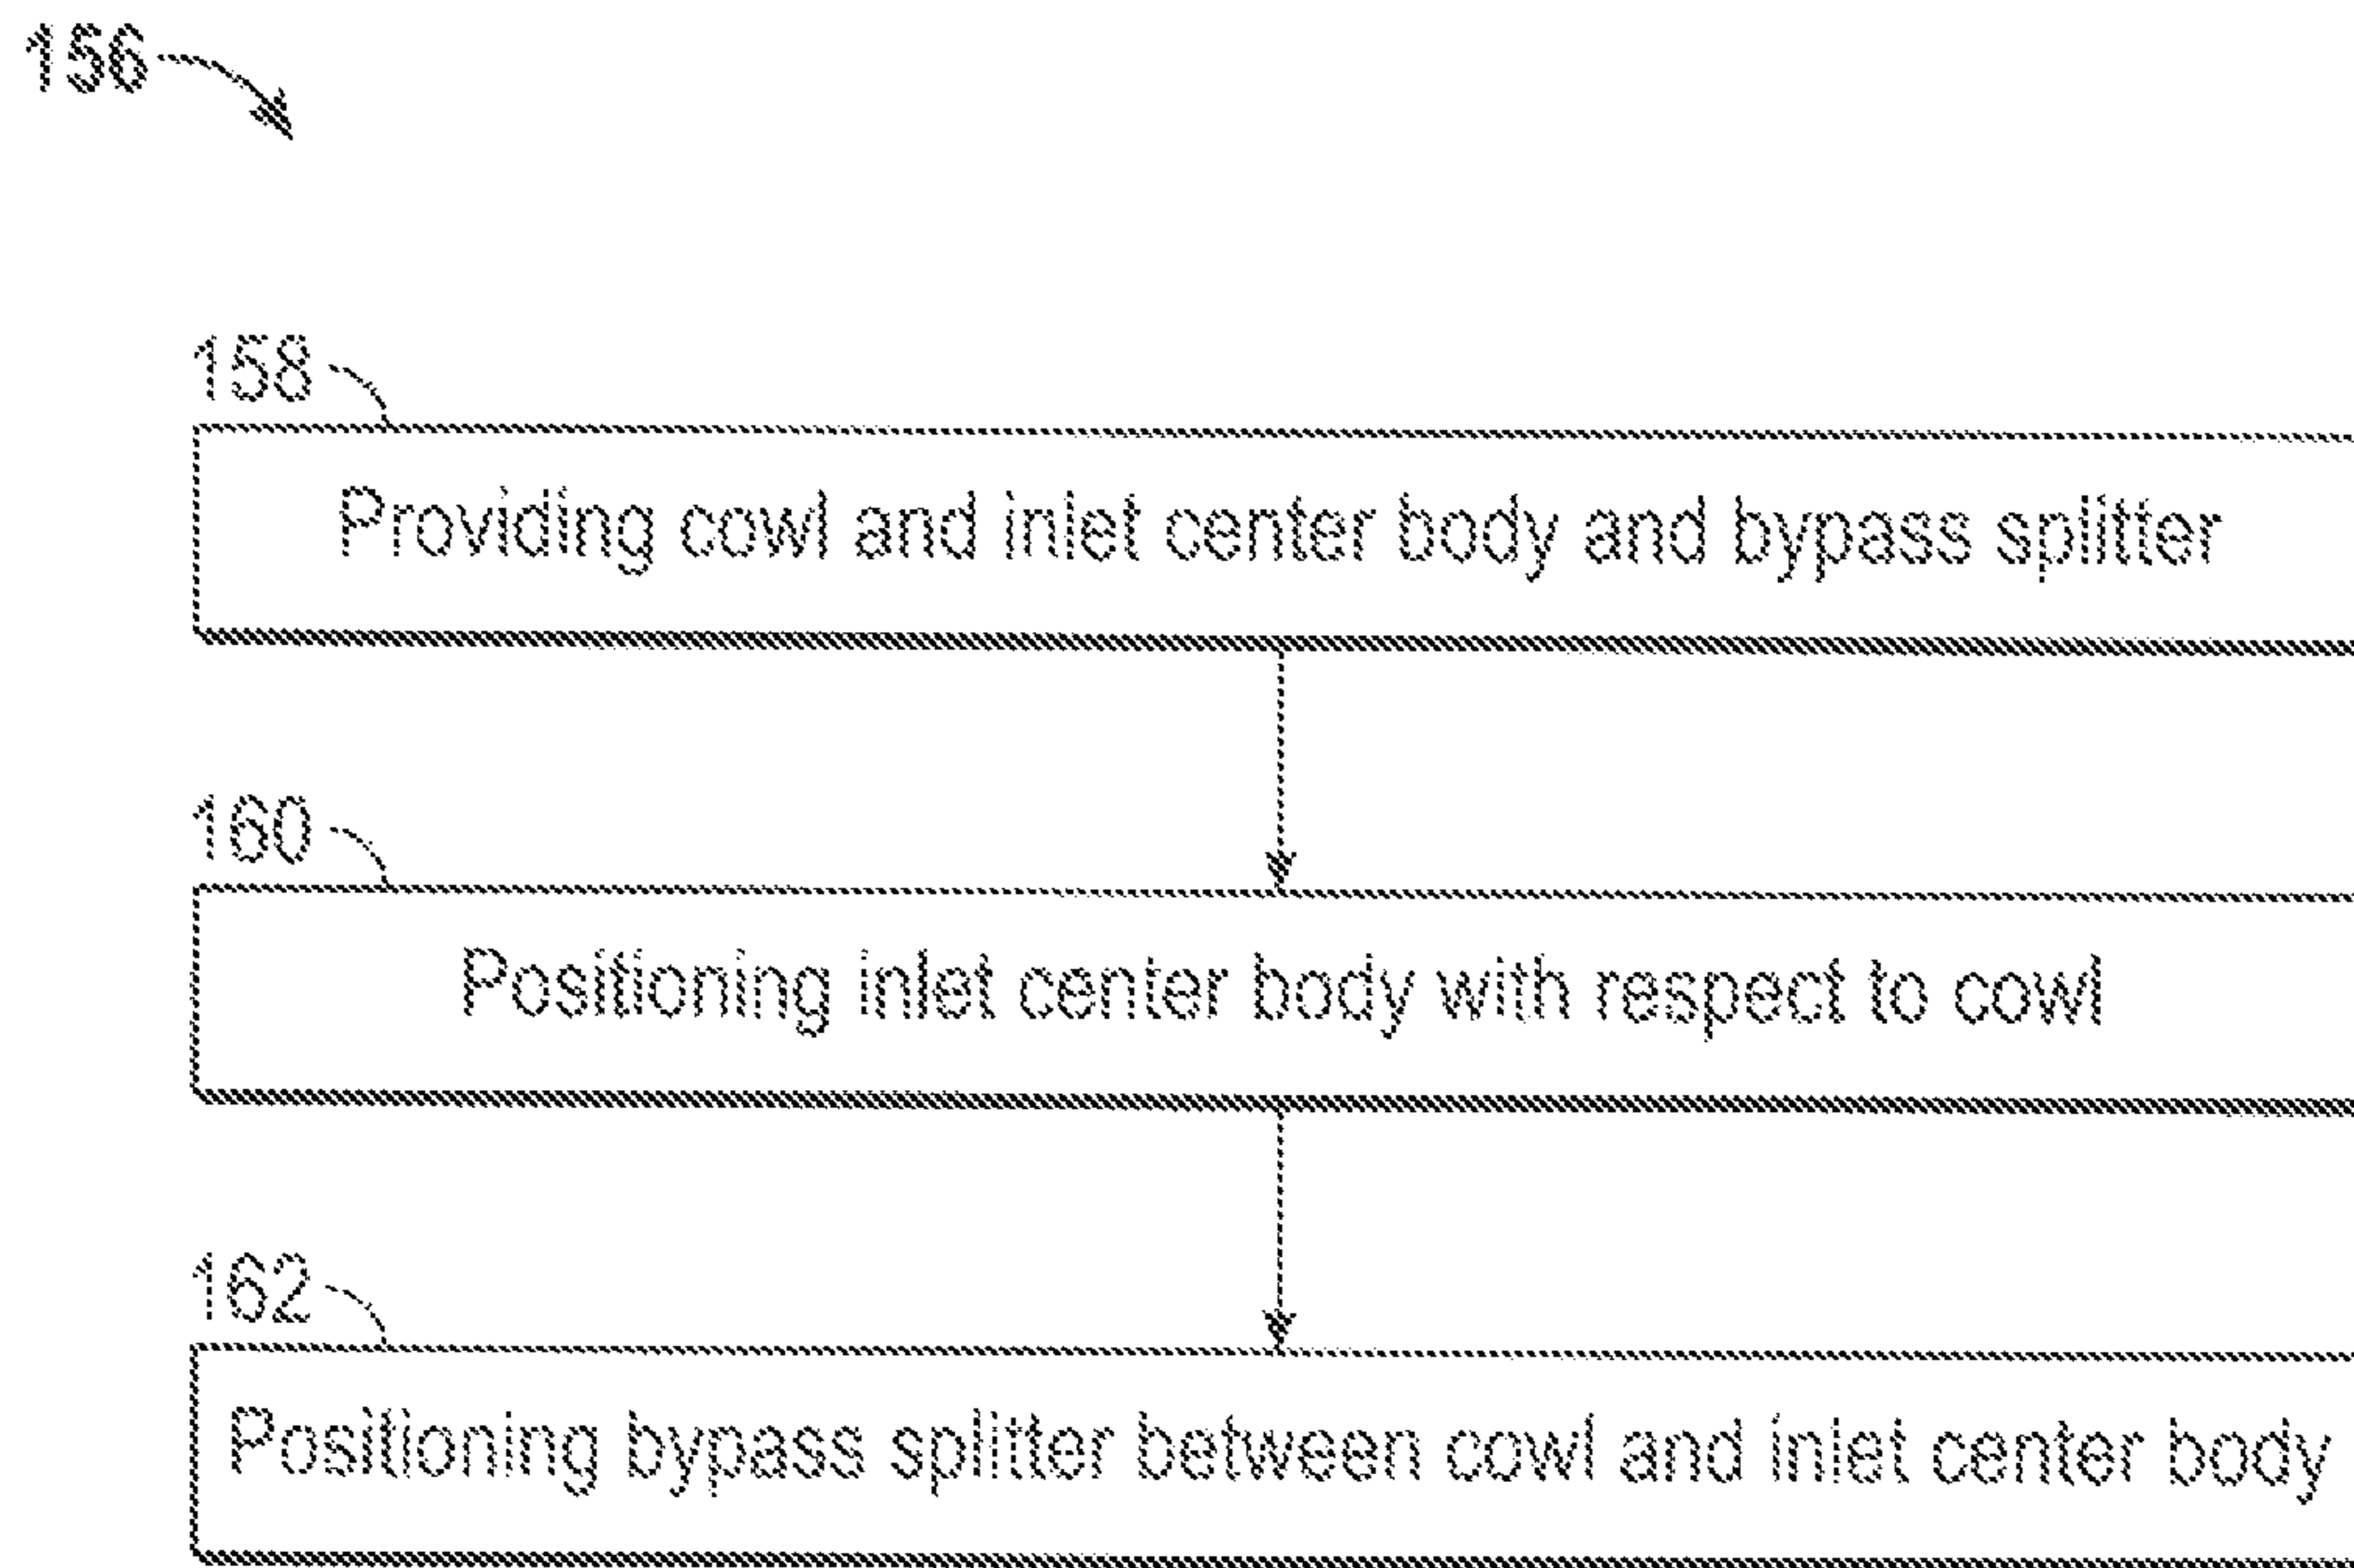 156
158
Providing cowl and inlet center body and bypass splitter
160
Positioning inlet center body with respect to cowl
162
Positioning bypass splitter between cowl and inlet center body